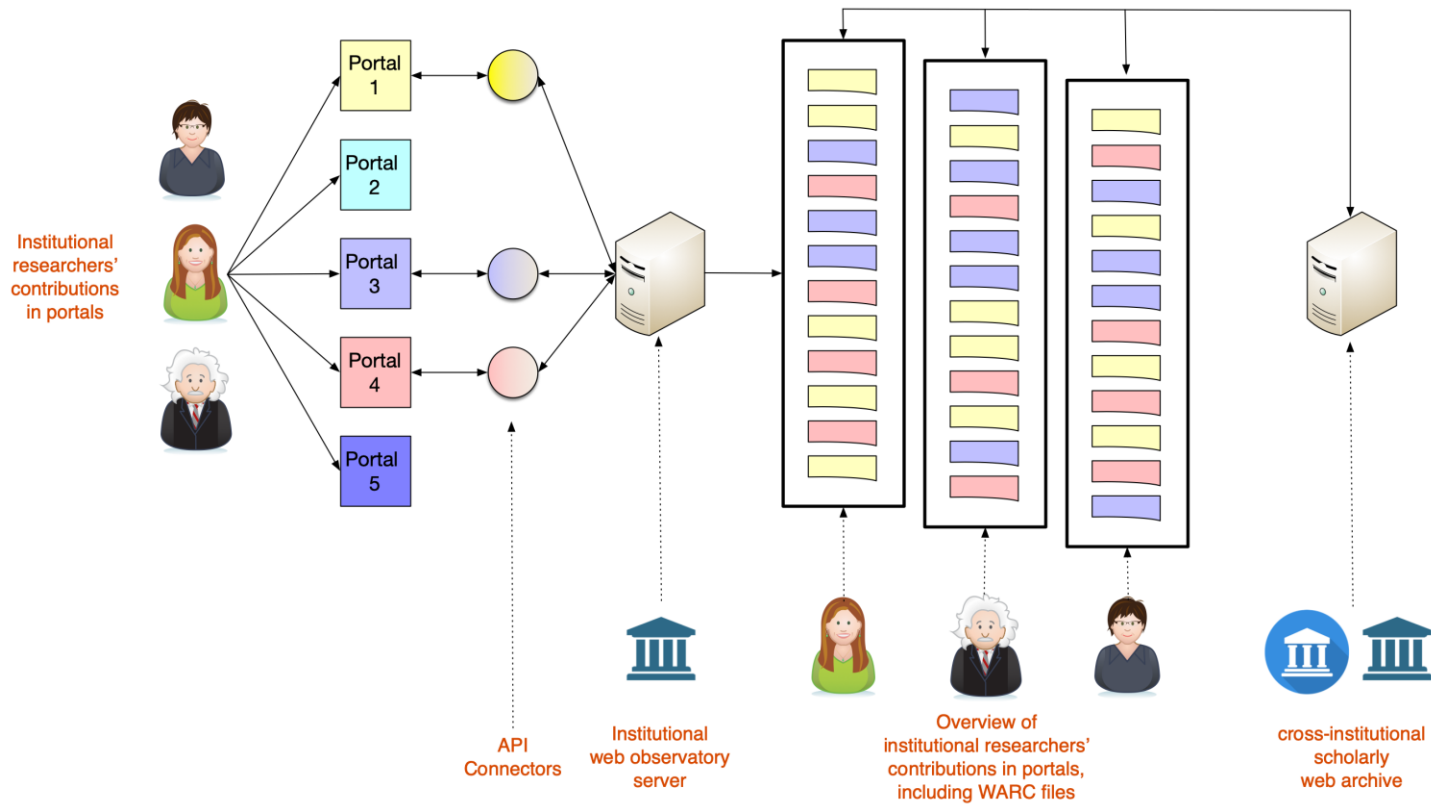 Portal
1
Portal
2
Portal
3
Portal
4
Portal
5
Institutional
researchers'
contributions
in portals
API
Connectors
Institutional
web observatory
server
Overview of
institutional researchers'
contributions in portals,
including WARC files
cross-institutional
scholarly
web archive